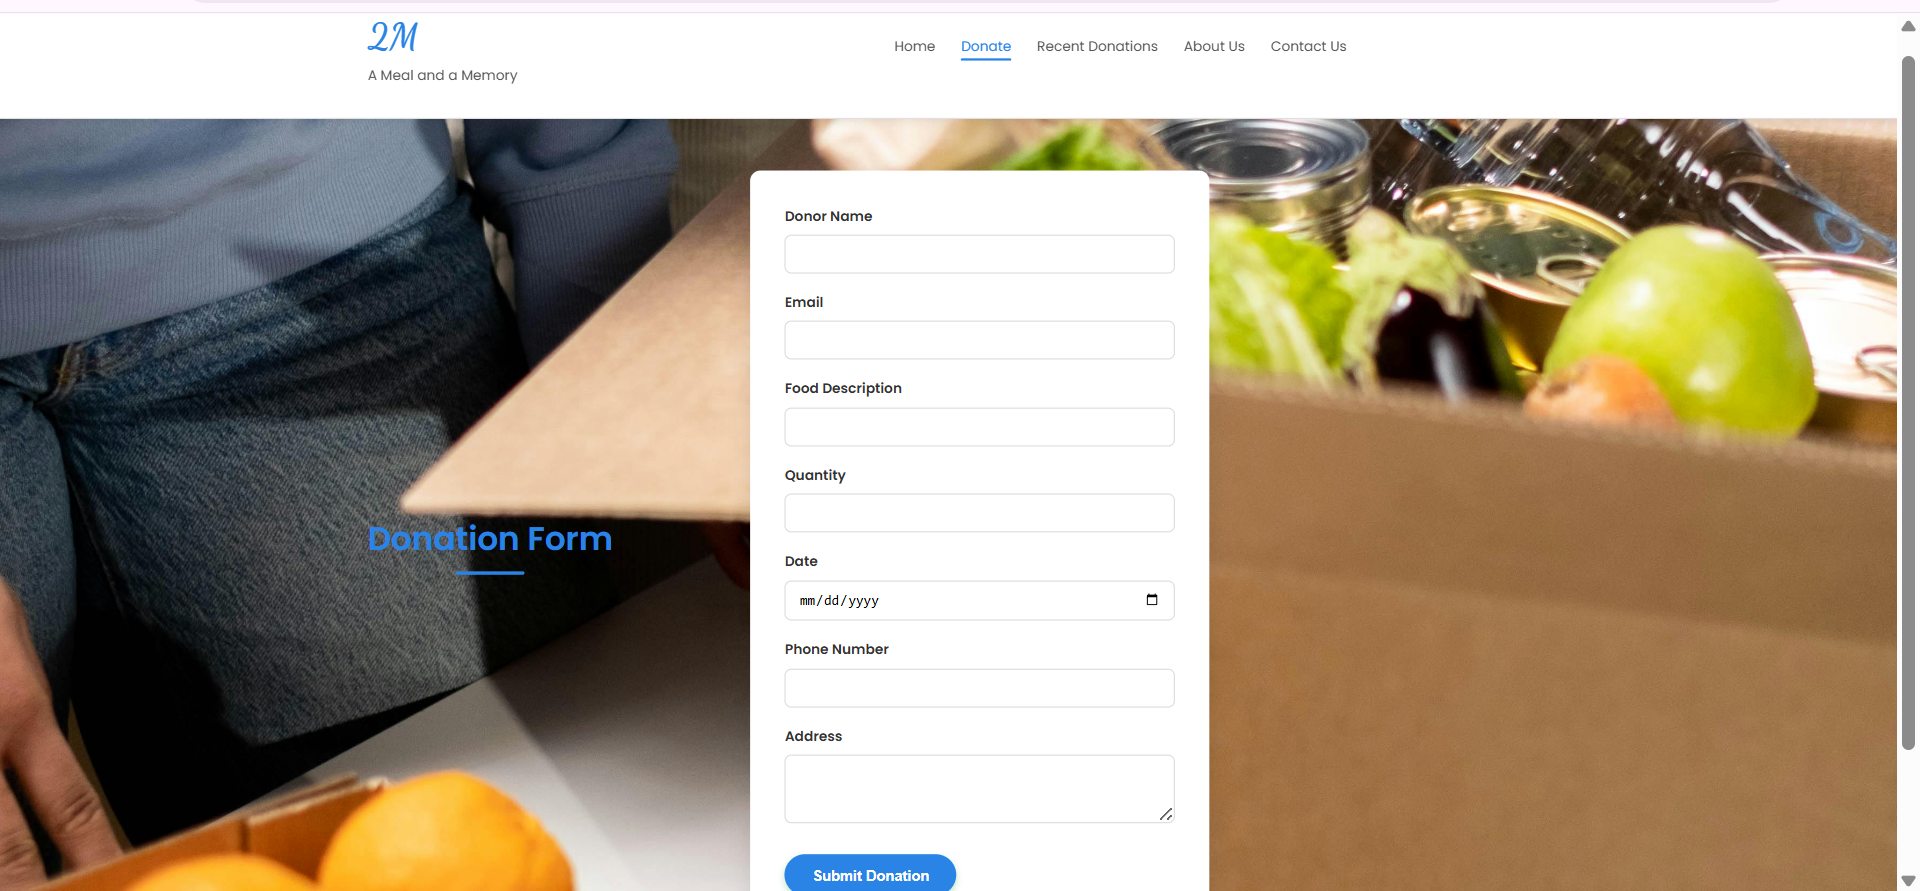 2M
A Meal and a Memory
Home Donate Recent Donations About Us Contact Us
Donation Form
Donor Name
Email
Food Description
Quantity
Date
mm/dd/yyyy
Phone Number
Address
Submit Donation